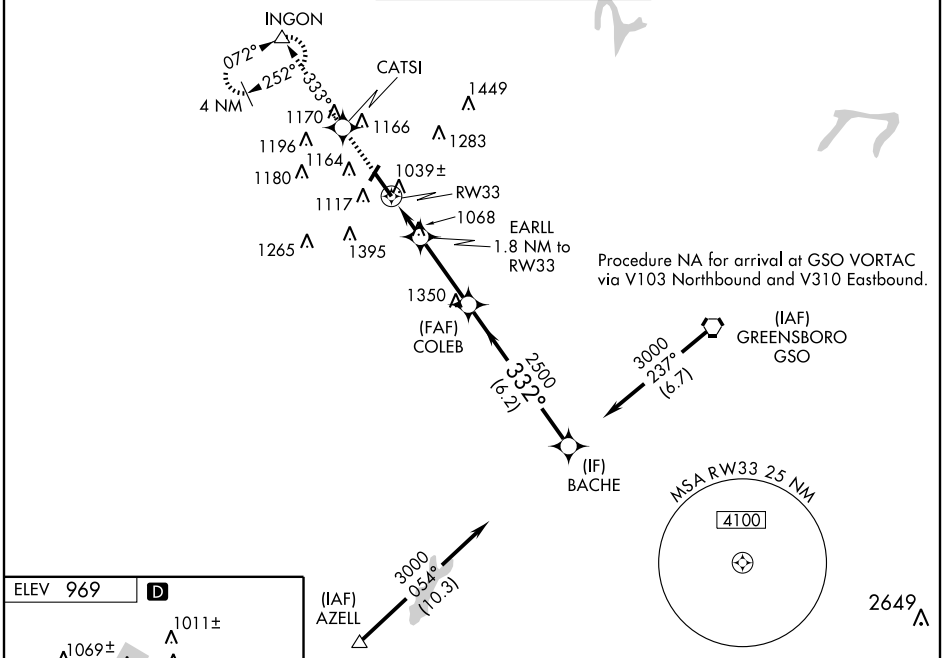 INGON
072°
252°
333°
4 NM
CATSI
1449
1170
1166
1283
1196
1164
1180
1039±
RW33
1117
1068
EARLL
1.8 NM to
RW33
1265
1395
Procedure NA for arrival at GSO VORTAC
via V103 Northbound and V310 Eastbound.
1350
(FAF)
COLEB
(IAF)
GREENSBORO
GSO
3000
237°
(6.7)
2500
332°
(6.2)
(IF)
BACHE
MSA RW33 25 NM
4100
3000
054°
(10.3)
(IAF)
AZELL
2649
ELEV 969
D
1011±
1069±